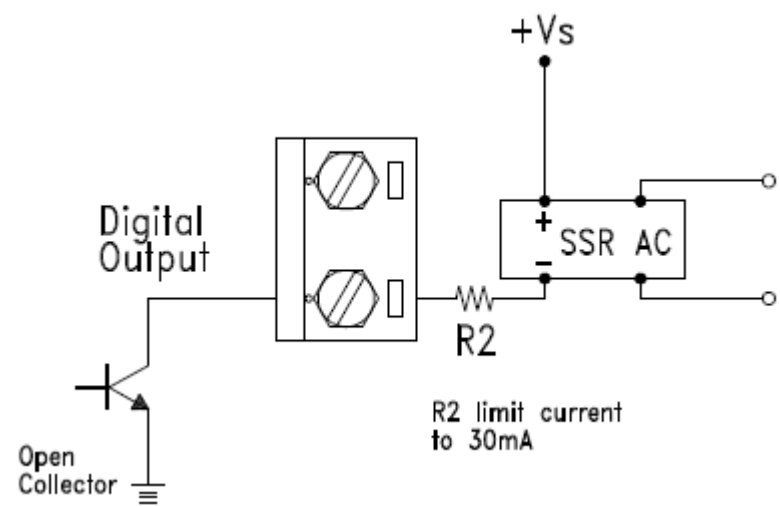 +Vs
Digital
Output
+
SSR AC
−
R2
R2 limit current
to 30mA
Open
Collector